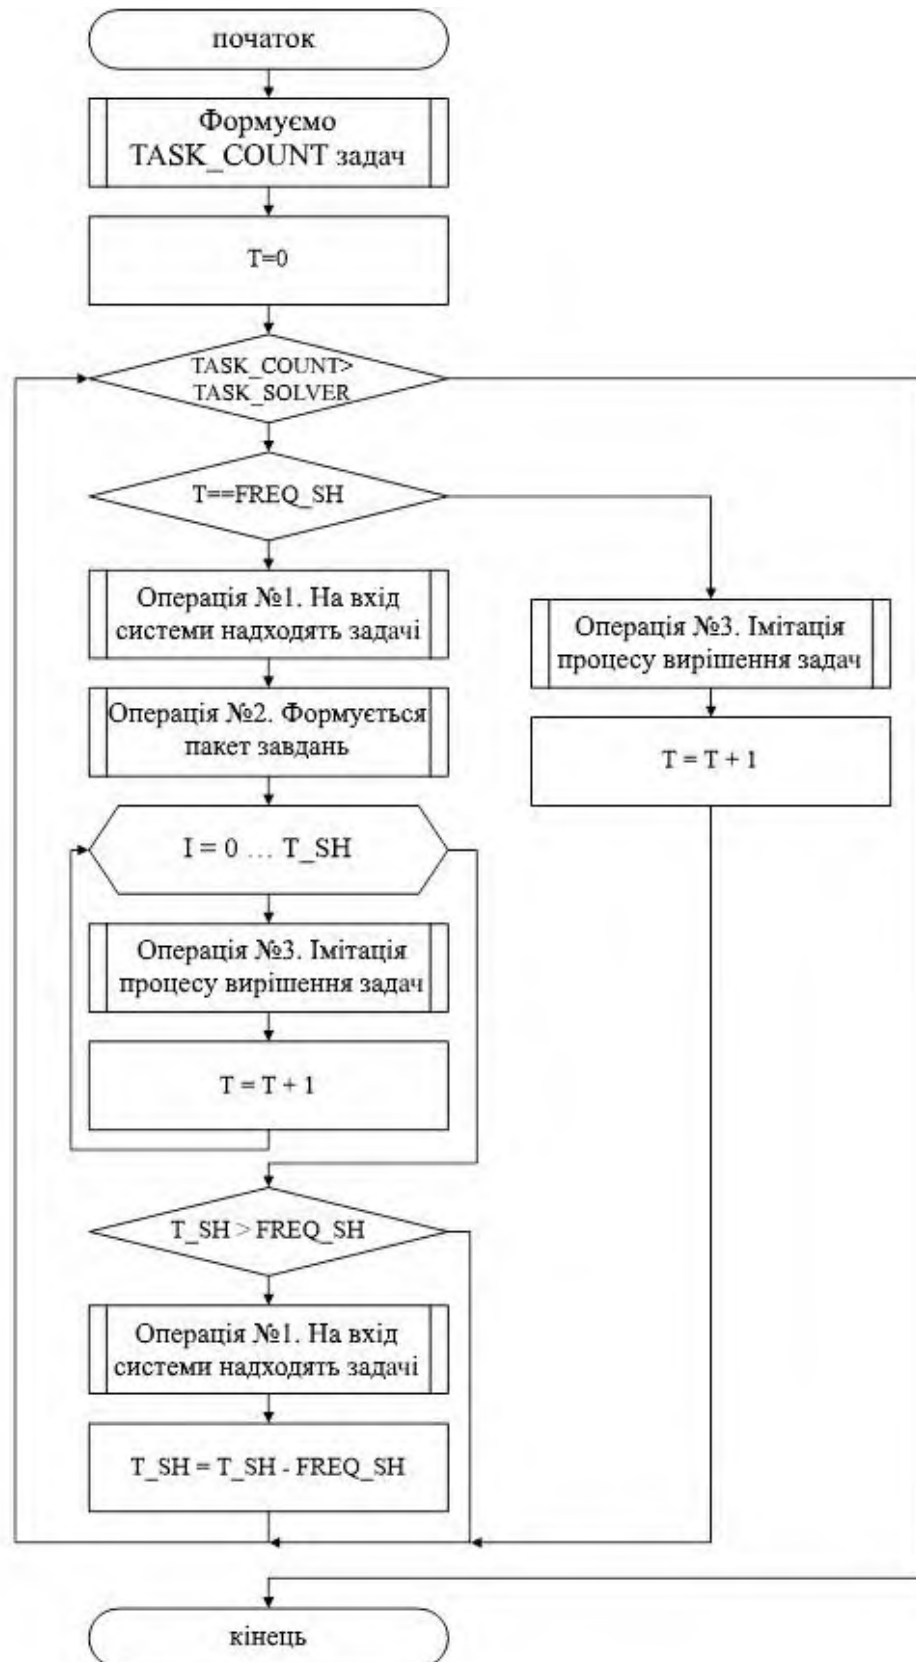 початок
Формуємо
TASK_COUNT задач
T=0
TASK_COUNT>
TASK_SOLVER
T==FREQ_SH
Операція №1. На вхід
системи надходять задачі
Операція №2. Формується
пакет завдань
I = 0 ... T_SH
Операція №3. Імітація
процесу вирішення задач
T = T + 1
T_SH > FREQ_SH
Операція №1. На вхід
системи надходять задачі
T_SH = T_SH - FREQ_SH
Операція №3. Імітація
процесу вирішення задач
T = T + 1
кінець